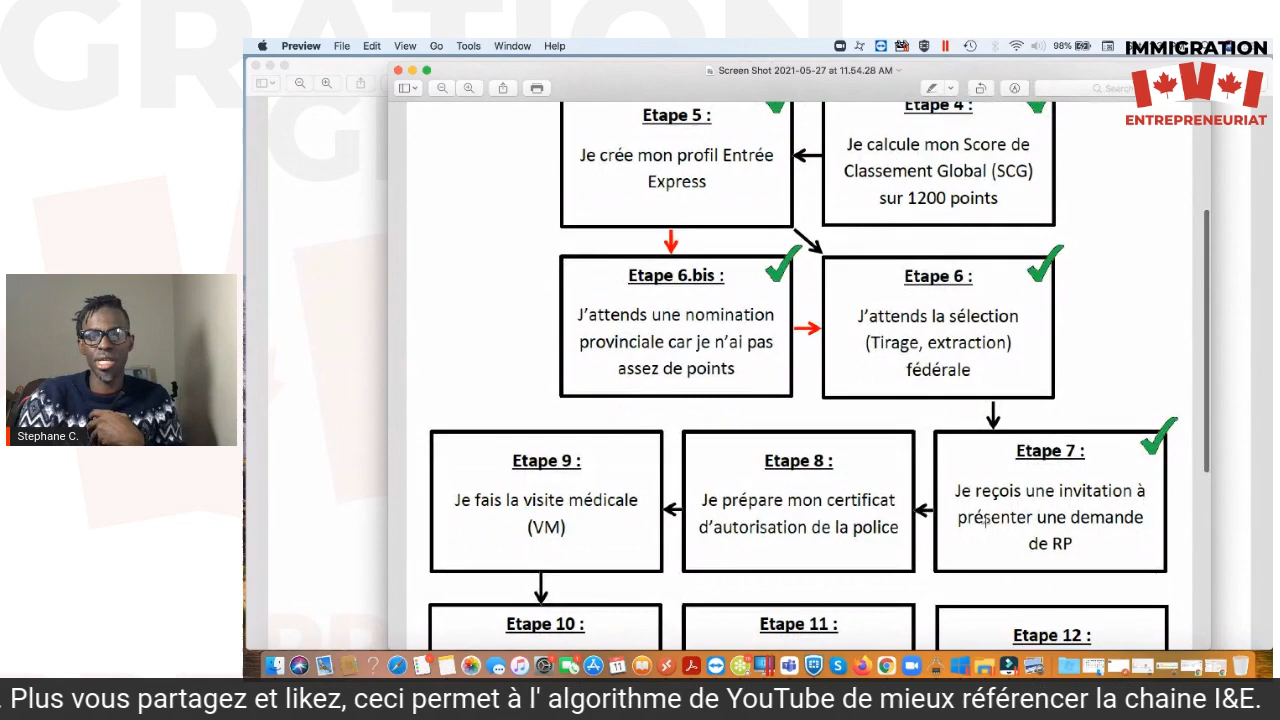 GRATION
Preview File Edit View Go Tools Window Help
98%
IMMIGRATION
ENTREPRENEURIAT
Screen Shot 2021-05-27 at 11.54.28 AM
Search
Etape 5 :
Je crée mon profil Entrée
Express
Etape 4 :
Je calcule mon Score de
Classement Global (SCG)
sur 1200 points
Etape 6.bis :
J’attends une nomination
provinciale car je n’ai pas
assez de points
Etape 6 :
J’attends la sélection
(Tirage, extraction)
fédérale
Etape 7 :
Je reçois une invitation à
présenter une demande
de RP
Etape 8 :
Je prépare mon certificat
d’autorisation de la police
Etape 9 :
Je fais la visite médicale
(VM)
Etape 10 :
Etape 11 :
Etape 12 :
Stephane C.
. Plus vous partagez et likez, ceci permet à l' algorithme de YouTube de mieux référencer la chaine I&E.